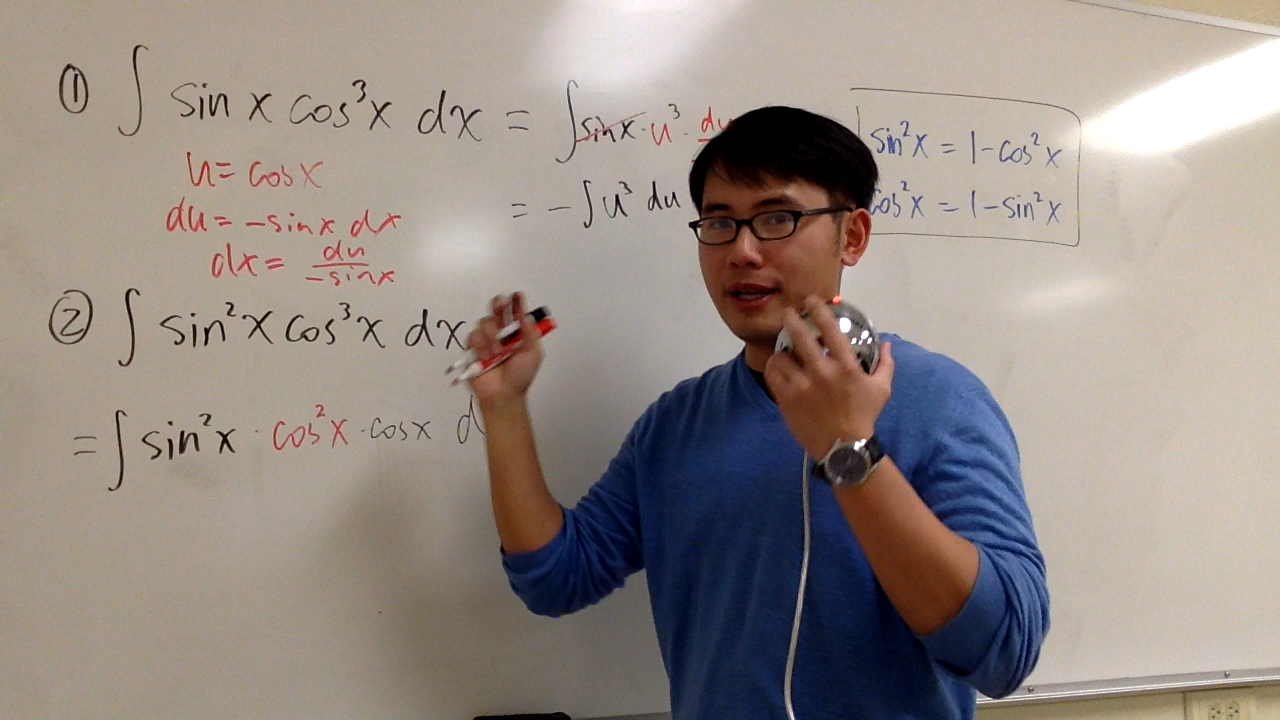 ① ∫ sin x cos³x dx = ∫ sin x · u³ · du
u = cos x
du = -sin x dx
dx = du/-sin x
= -∫ u³ du
sin²x = 1 - cos²x
cos²x = 1 - sin²x
② ∫ sin²x cos³x dx
= ∫ sin²x · cos²x · cos x d